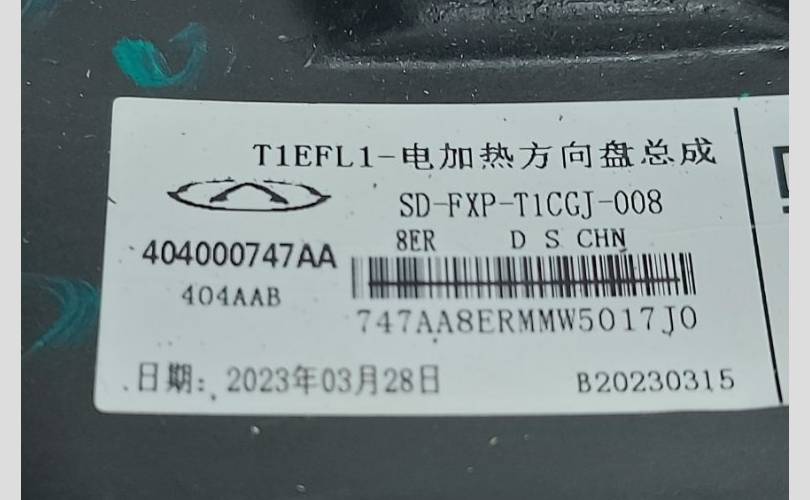 T1EFL1-电加热方向盘总成
SD-FXP-T1CGJ-008
8ER D S CHN
404000747AA
404AAB
747AA8ERMMW5017J0
日期: 2023年03月28日
B20230315